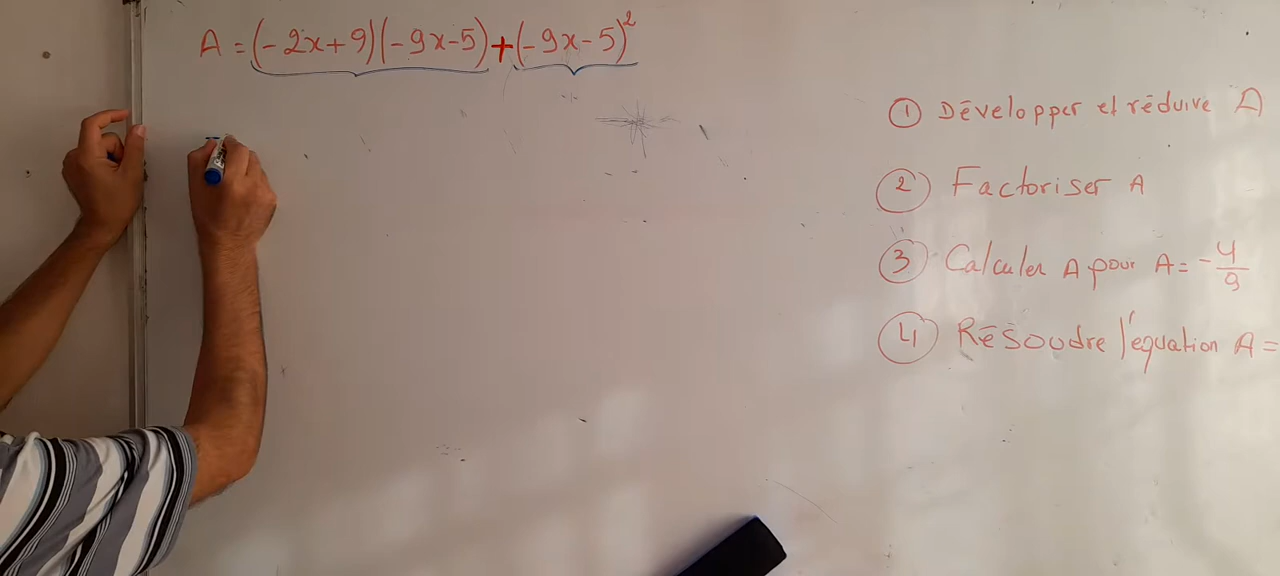 A = (-2x+9)(-9x-5)+(-9x-5)²
① Développer et réduire A
② Factoriser A
③ Calculer A pour A = -4/9
④ Résoudre l'équation A =